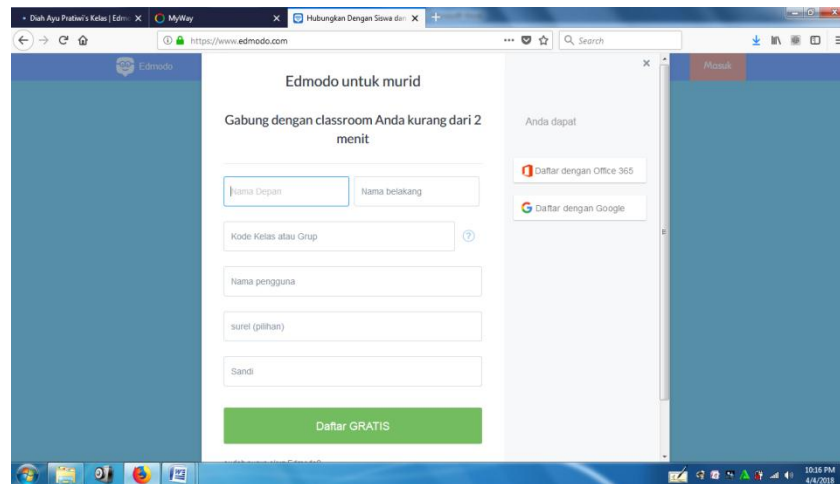 Diah Ayu Pratiwi's Kelas | Edmo
MyWay
Hubungkan Dengan Siswa dan
https://www.edmodo.com
Search
Edmodo
Masuk
Edmodo untuk murid
Gabung dengan classroom Anda kurang dari 2
menit
Nama Depan
Nama belakang
Kode Kelas atau Grup
?
Nama pengguna
surel (pilihan)
Sandi
Daftar GRATIS
Anda dapat
Daftar dengan Office 365
Daftar dengan Google
10:16 PM
4/4/2018